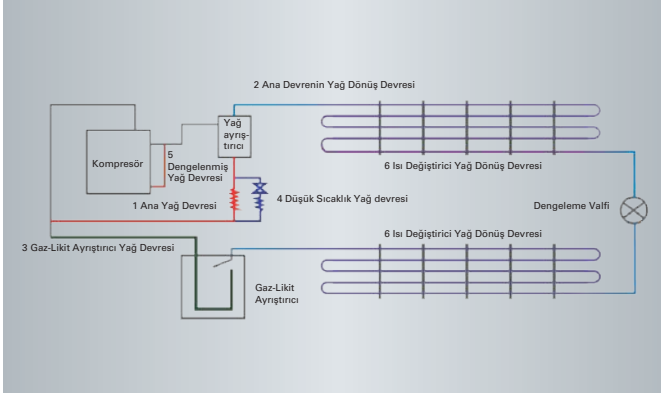 2 Ana Devrenin Yağ Dönüş Devresi
Yağ
ayrış-
tırıcı
Kompresör
5
Dengelenmiş
Yağ Devresi
6 Isı Değiştirici Yağ Dönüş Devresi
1 Ana Yağ Devresi
4 Düşük Sıcaklık Yağ devresi
Dengeleme Valfi
3 Gaz-Likit Ayrıştırıcı Yağ Devresi
6 Isı Değiştirici Yağ Dönüş Devresi
Gaz-Likit
Ayrıştırıcı